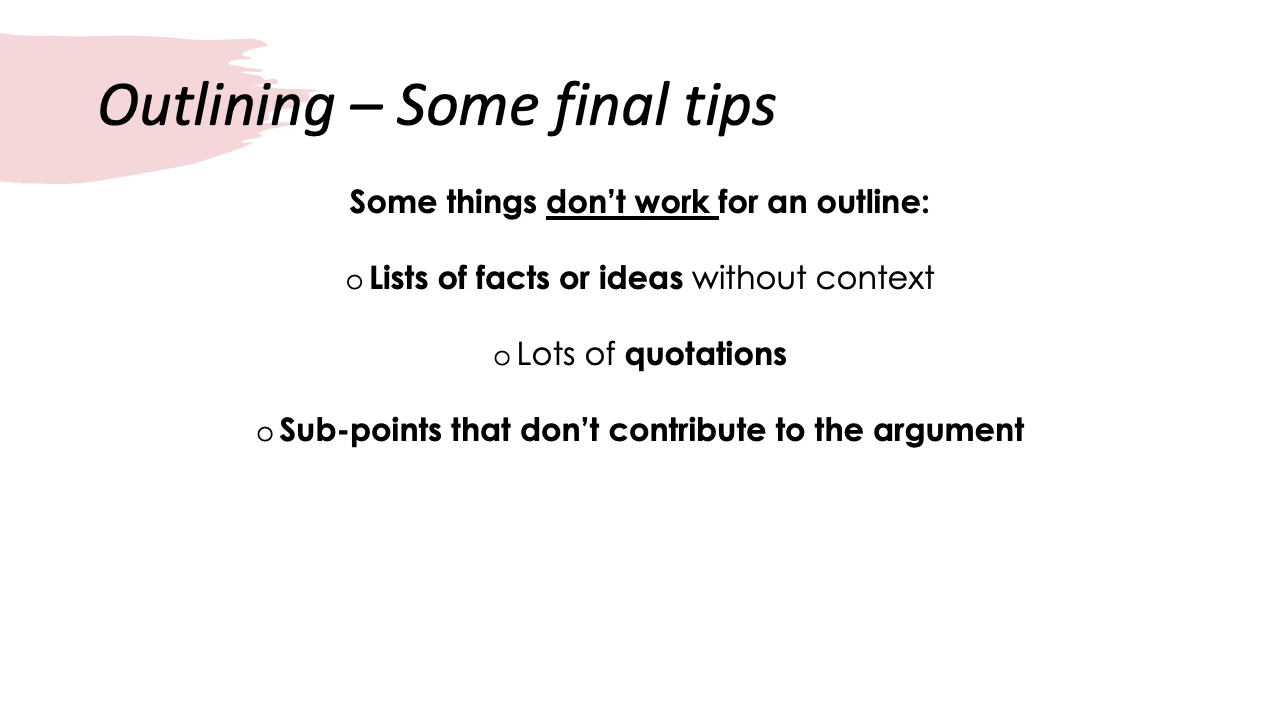 Outlining – Some final tips
Some things don’t work for an outline:
o Lists of facts or ideas without context
o Lots of quotations
o Sub-points that don’t contribute to the argument